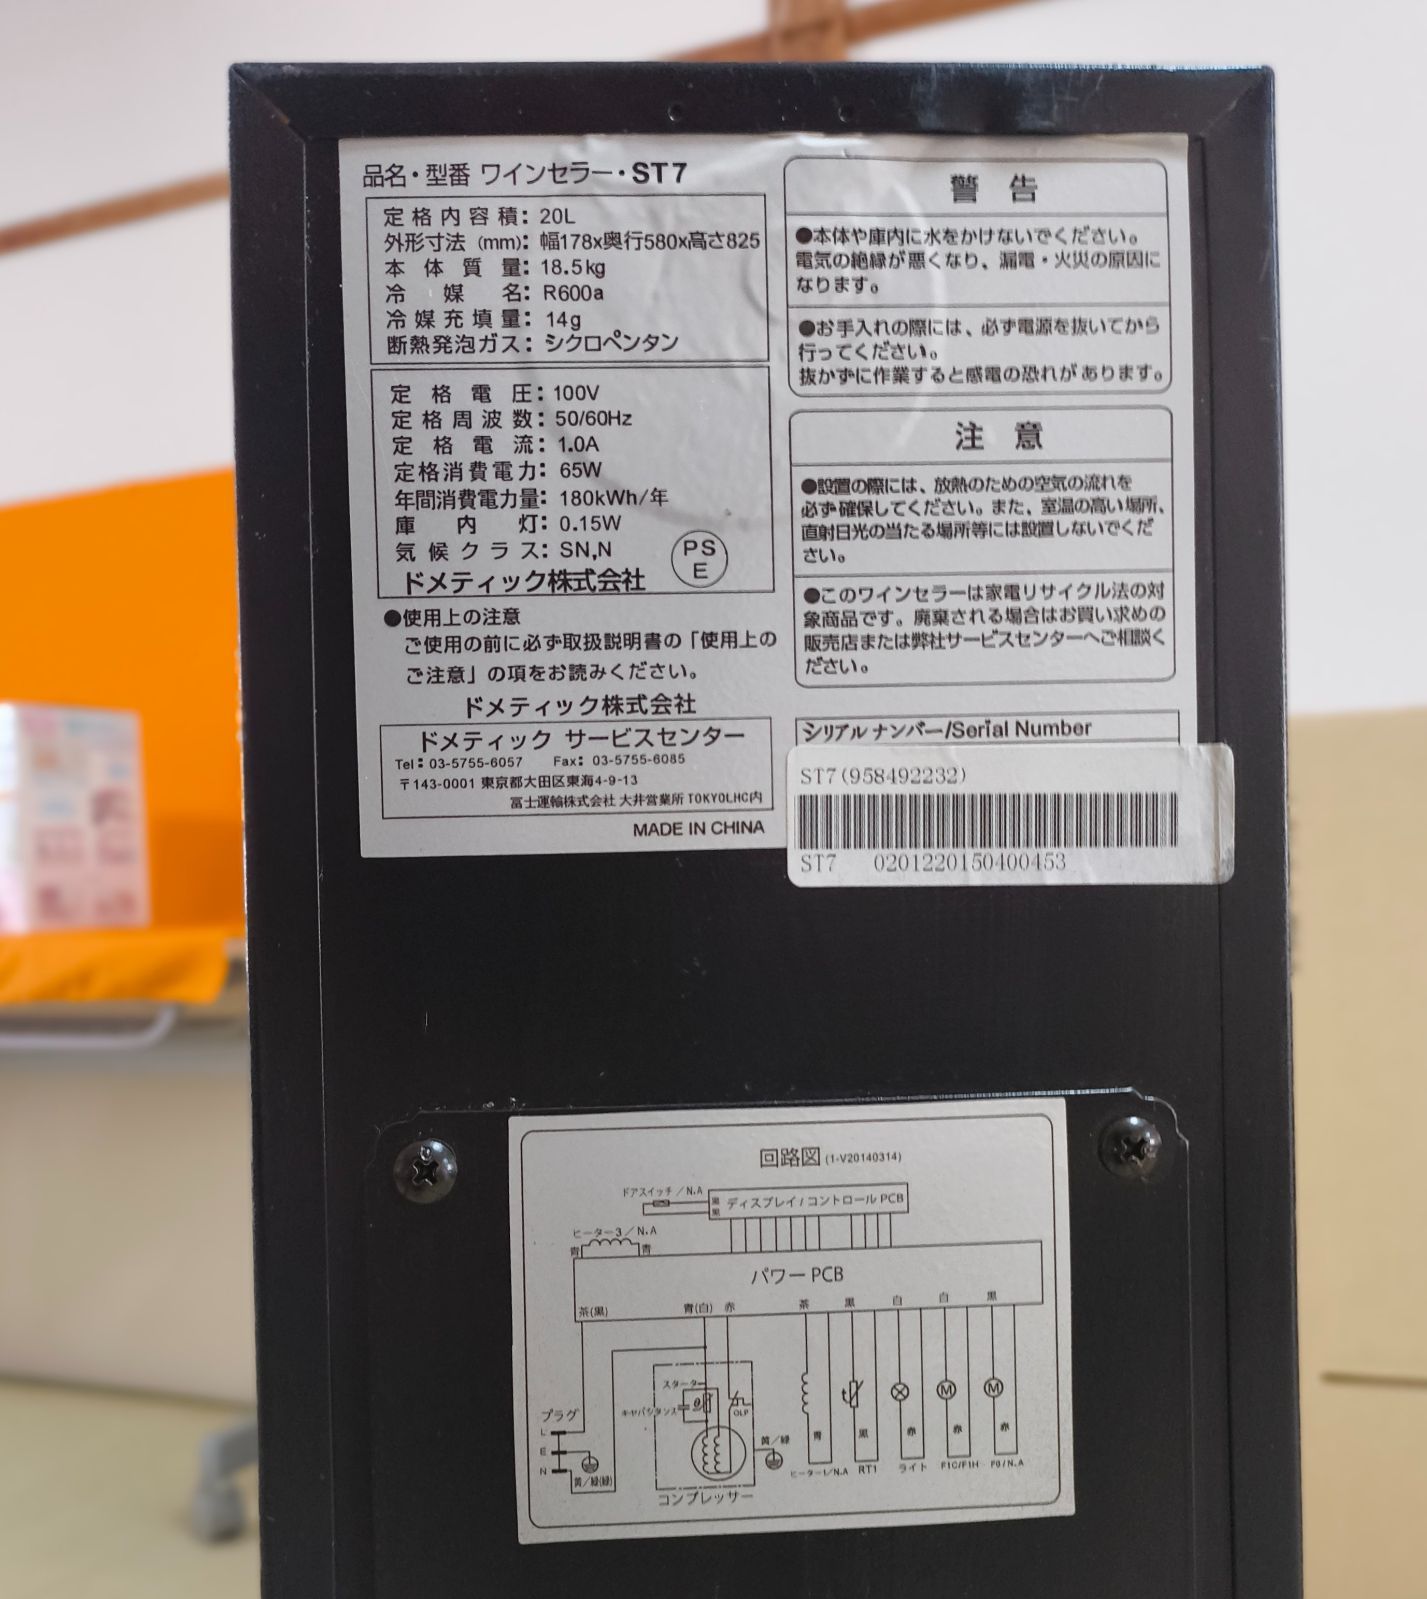 品名・型番 ワインセラー・ST7
定格内容積：20L
外形寸法（mm）：幅178x奥行580x高さ825
本体質量：18.5kg
冷媒名：R600a
冷媒充填量：14g
断熱発泡ガス：シクロペンタン
定格電圧：100V
定格周波数：50/60Hz
定格電流：1.0A
定格消費電力：65W
年間消費電力量：180kWh/年
庫内灯：0.15W
気候クラス：SN,N
PS
E
ドメティック株式会社
●使用上の注意
ご使用の前に必ず取扱説明書の「使用上の
ご注意」の項をお読みください。
ドメティック株式会社
ドメティック サービスセンター
Tel：03-5755-6057 Fax：03-5755-6085
〒143-0001 東京都大田区東海4-9-13
冨士運輸株式会社 大井営業所 TOKYOLHC内
MADE IN CHINA
警告
●本体や庫内に水をかけないでください。
電気の絶縁が悪くなり、漏電・火災の原因に
なります。
●お手入れの際には、必ず電源を抜いてから
行ってください。
抜かずに作業すると感電の恐れがあります。
注意
●設置の際には、放熱のための空気の流れを
必ず確保してください。また、室温の高い場所、
直射日光の当たる場所等には設置しないでくだ
さい。
●このワインセラーは家電リサイクル法の対
象商品です。廃棄される場合はお買い求めの
販売店または弊社サービスセンターへご相談く
ださい。
シリアルナンバー/Serial Number
ST7(958492232)
ST7 0201220150400453
回路図 (1-V20140314)
ドアスイッチ／N.A
黒
黒
ディスプレイ/コントロール PCB
ヒーター3／N.A
青 青
パワー PCB
茶(黒) 青(白) 赤 茶 黒 白 白 黒
スターター
キャパシタンス
θ
OLP
M M
プラグ
L
E
N
黄／緑(緑)
黄／緑
青 黒 赤 赤 赤
コンプレッサー
ヒーター1/N.A RT1 ライト F1C/F1H F0/N.A